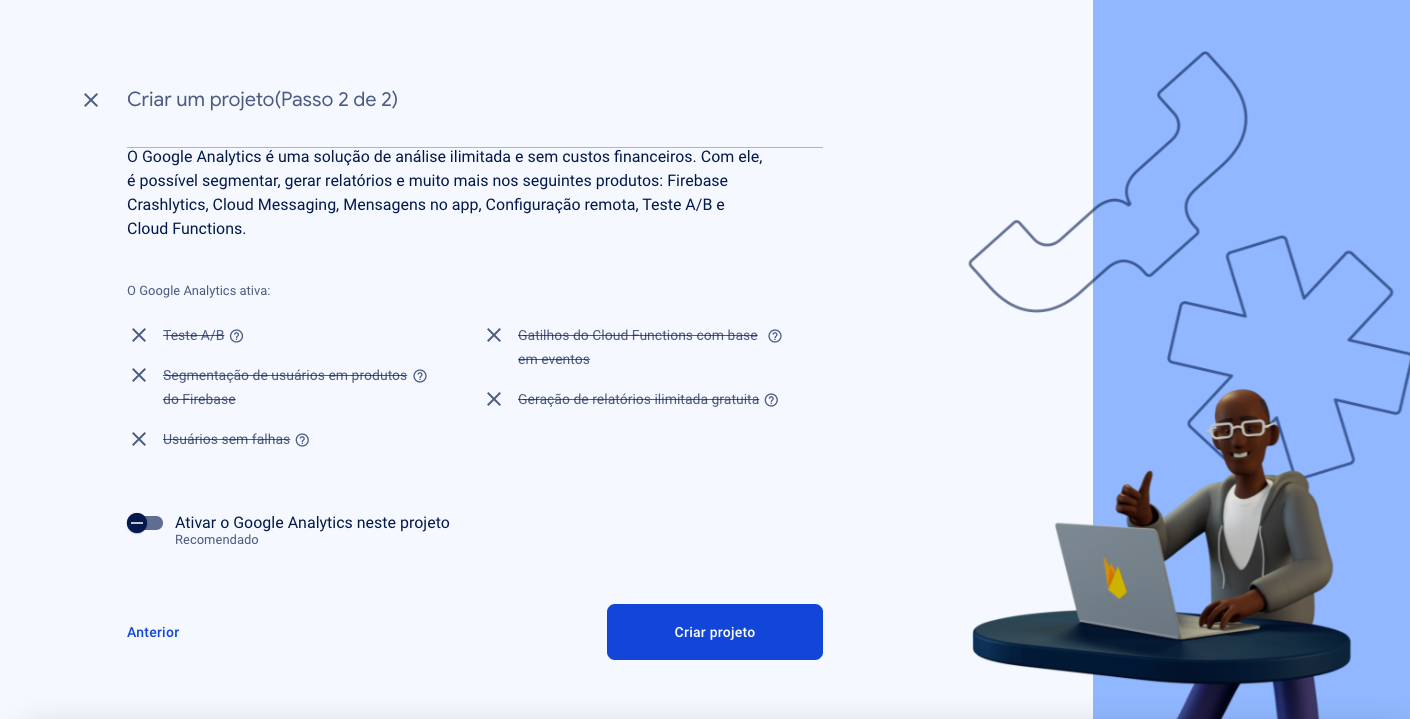 Criar um projeto(Passo 2 de 2)
O Google Analytics é uma solução de análise ilimitada e sem custos financeiros. Com ele,
é possível segmentar, gerar relatórios e muito mais nos seguintes produtos: Firebase
Crashlytics, Cloud Messaging, Mensagens no app, Configuração remota, Teste A/B e
Cloud Functions.
O Google Analytics ativa:
Teste A/B
Segmentação de usuários em produtos
do Firebase
Usuários sem falhas
Gatilhos do Cloud Functions com base
em eventos
Geração de relatórios ilimitada gratuita
Ativar o Google Analytics neste projeto
Recomendado
Anterior
Criar projeto